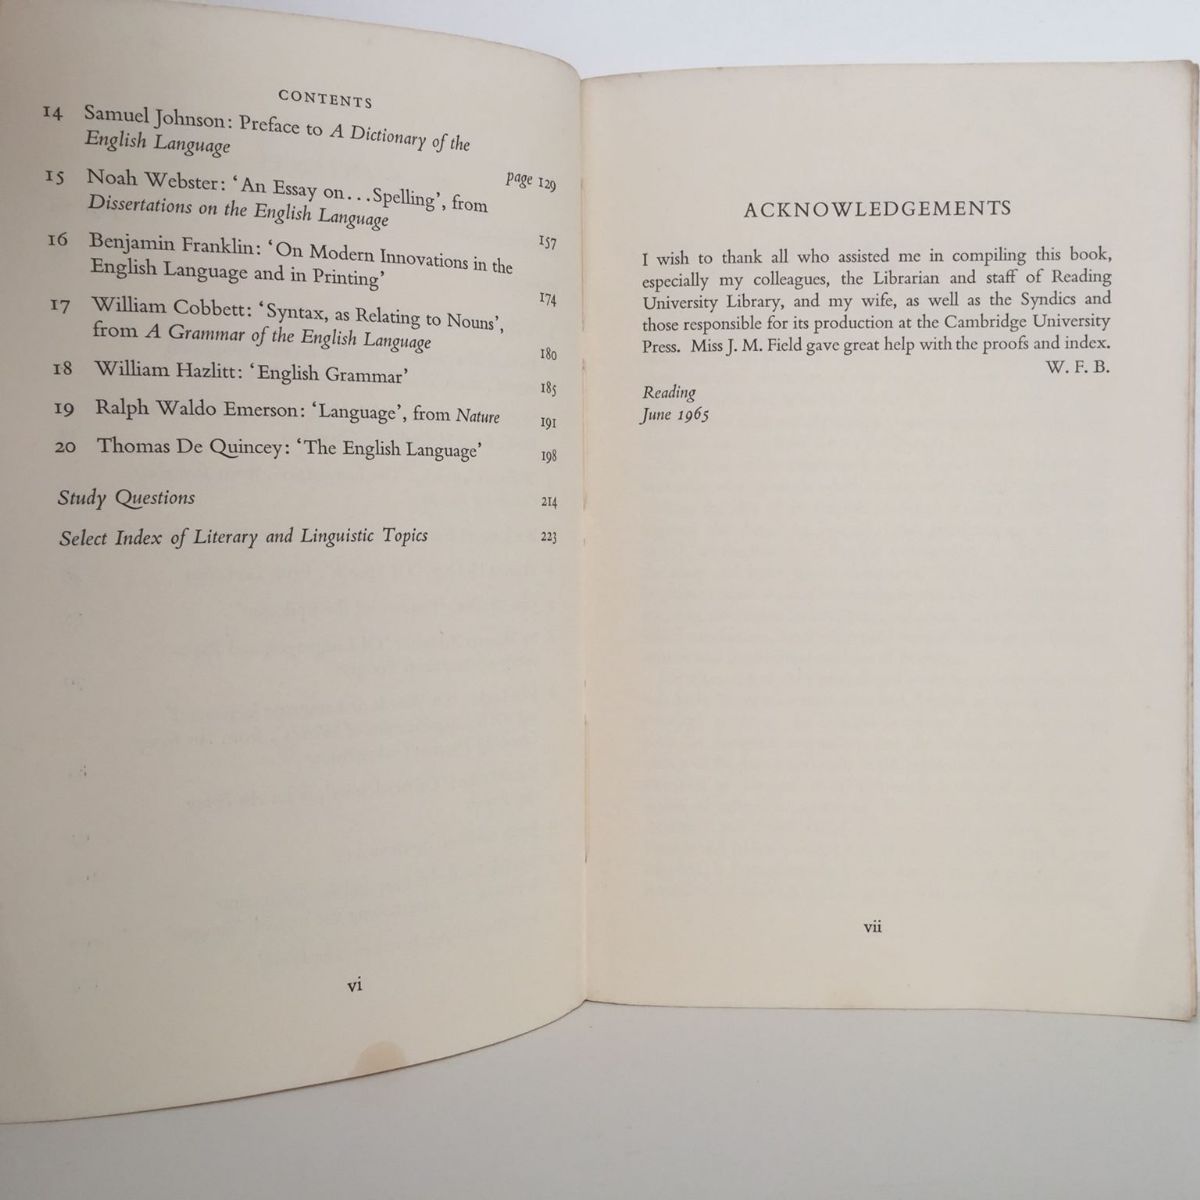 CONTENTS
14 Samuel Johnson: Preface to A Dictionary of the
English Language
page 129
15 Noah Webster: ‘An Essay on...Spelling’, from
Dissertations on the English Language
157
16 Benjamin Franklin: ‘On Modern Innovations in the
English Language and in Printing’
174
17 William Cobbett: ‘Syntax, as Relating to Nouns’,
from A Grammar of the English Language
180
18 William Hazlitt: ‘English Grammar’
185
19 Ralph Waldo Emerson: ‘Language’, from Nature
191
20 Thomas De Quincey: ‘The English Language’
198
Study Questions
214
Select Index of Literary and Linguistic Topics
223
vi
ACKNOWLEDGEMENTS
I wish to thank all who assisted me in compiling this book,
especially my colleagues, the Librarian and staff of Reading
University Library, and my wife, as well as the Syndics and
those responsible for its production at the Cambridge University
Press. Miss J. M. Field gave great help with the proofs and index.
W. F. B.
Reading
June 1965
vii